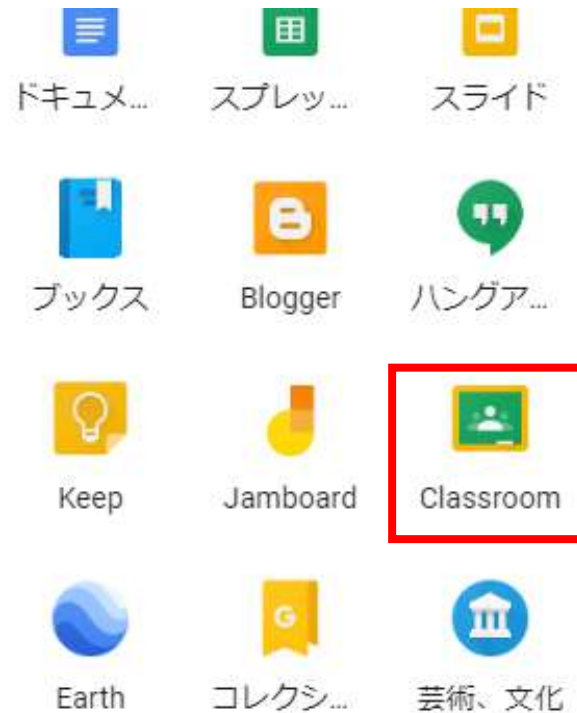 ドキュメ... スプレッ... スライド
ブックス Blogger ハングア...
Keep Jamboard Classroom
G
Earth コレクシ... 芸術、文化